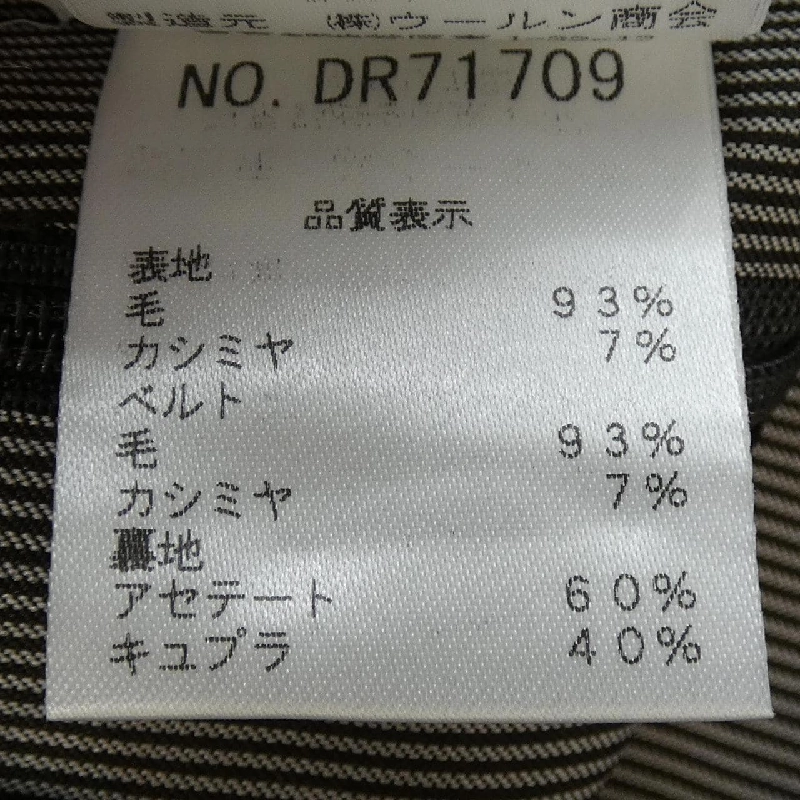 製造元 (株)ウールン商会
NO. DR71709
品質表示
表地
毛 93%
カシミヤ 7%
ベルト
毛 93%
カシミヤ 7%
裏地
アセテート 60%
キュプラ 40%